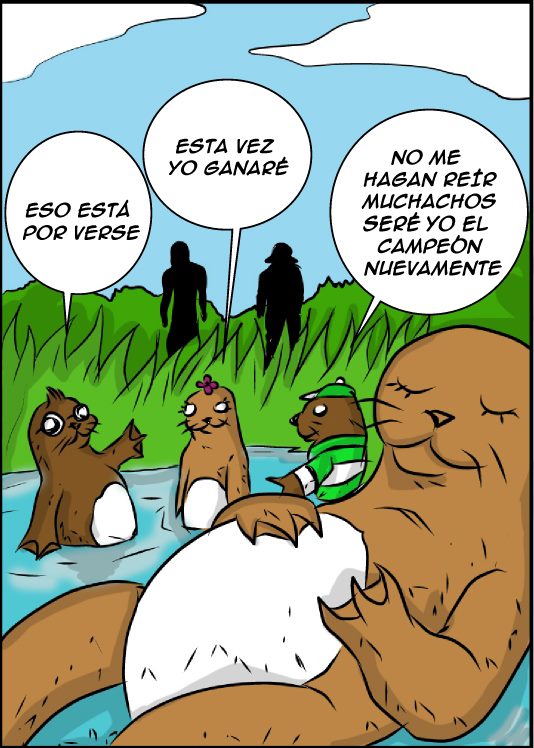 ESO ESTÁ
POR VERSE
ESTA VEZ
YO GANARÉ
NO ME
HAGAN REÍR
MUCHACHOS
SERÉ YO EL
CAMPEÓN
NUEVAMENTE